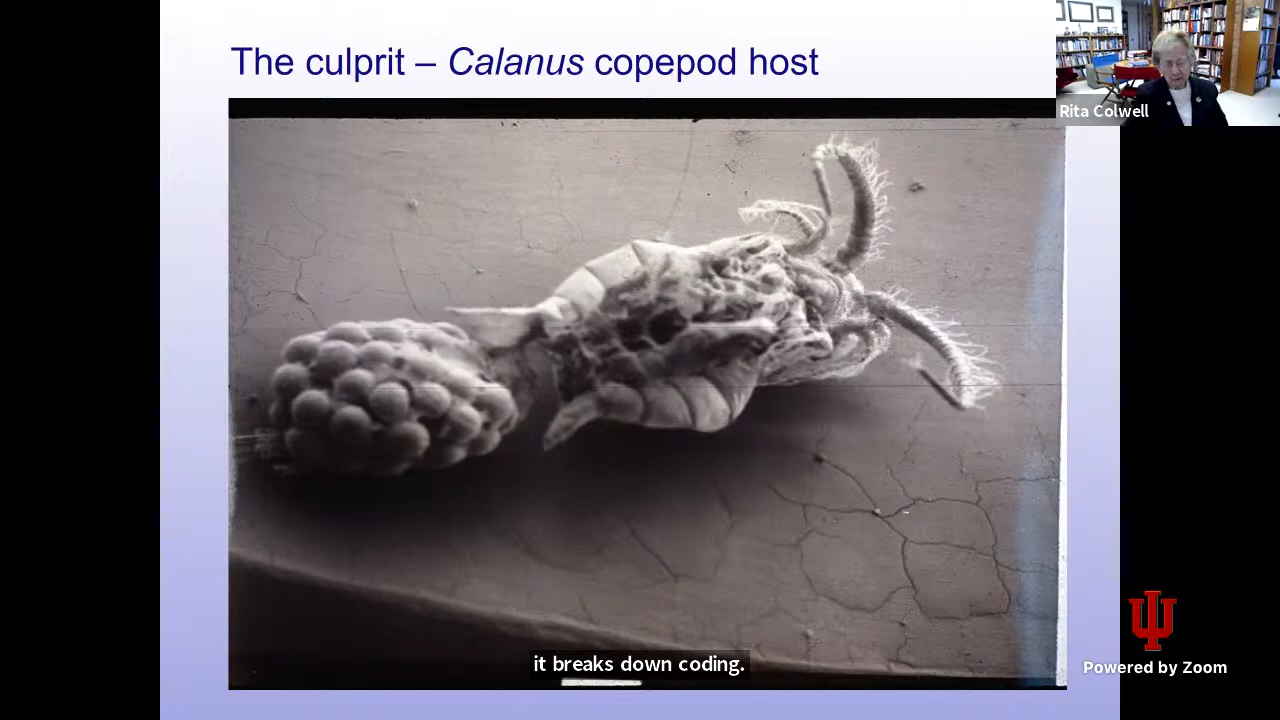 The culprit – Calanus copepod host
Rita Colwell
it breaks down coding.
Powered by Zoom